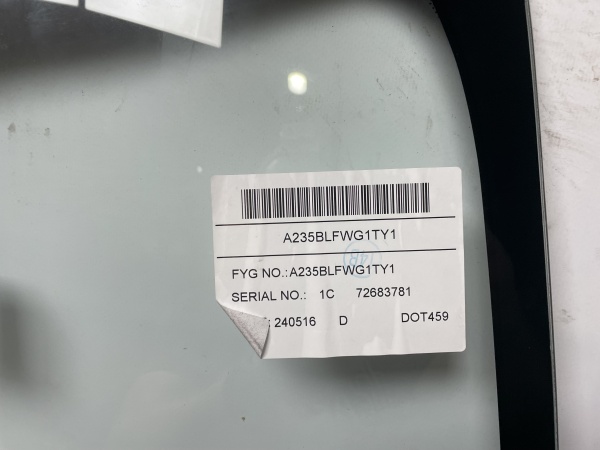 A235BLFWG1TY1
FYG NO.:A235BLFWG1TY1
SERIAL NO.: 1C 72683781
: 240516 D DOT459